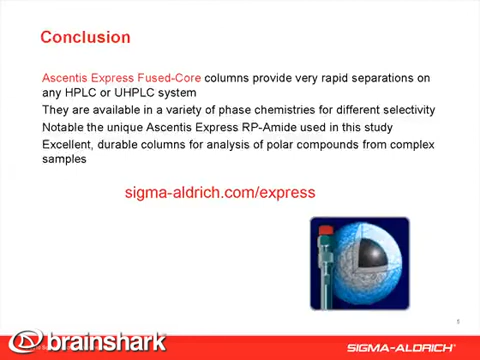 Conclusion
Ascentis Express Fused-Core columns provide very rapid separations on
any HPLC or UHPLC system
They are available in a variety of phase chemistries for different selectivity
Notable the unique Ascentis Express RP-Amide used in this study
Excellent, durable columns for analysis of polar compounds from complex
samples
sigma-aldrich.com/express
brainshark
SIGMA-ALDRICH